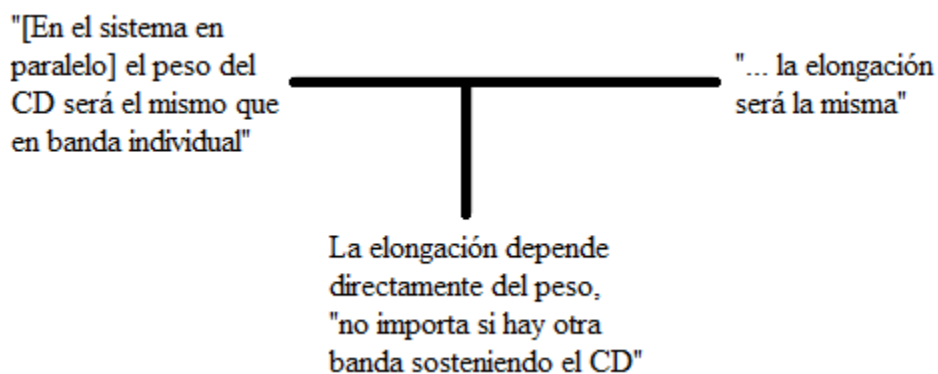 "[En el sistema en
paralelo] el peso del
CD será el mismo que
en banda individual"
"... la elongación
será la misma"
La elongación depende
directamente del peso,
"no importa si hay otra
banda sosteniendo el CD"